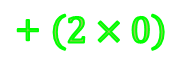 + (2 × 0)